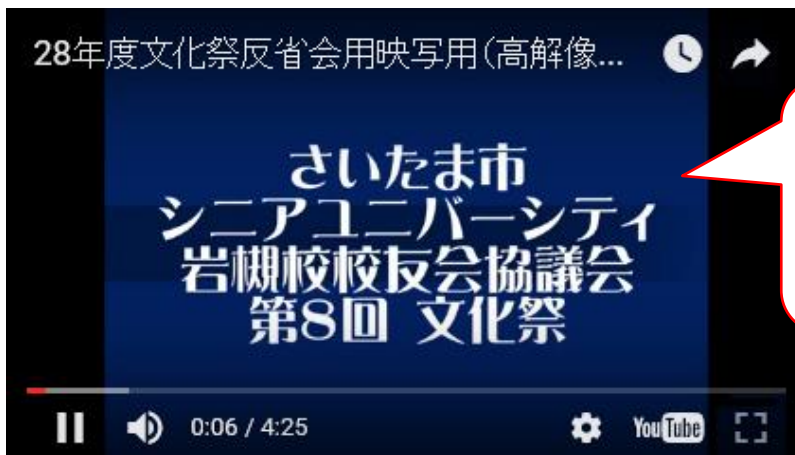 28年度文化祭反省会用映写用(高解像...
さいたま市
シニアユニバーシティ
岩槻校校友会協議会
第8回 文化祭
0:06 / 4:25
YouTube